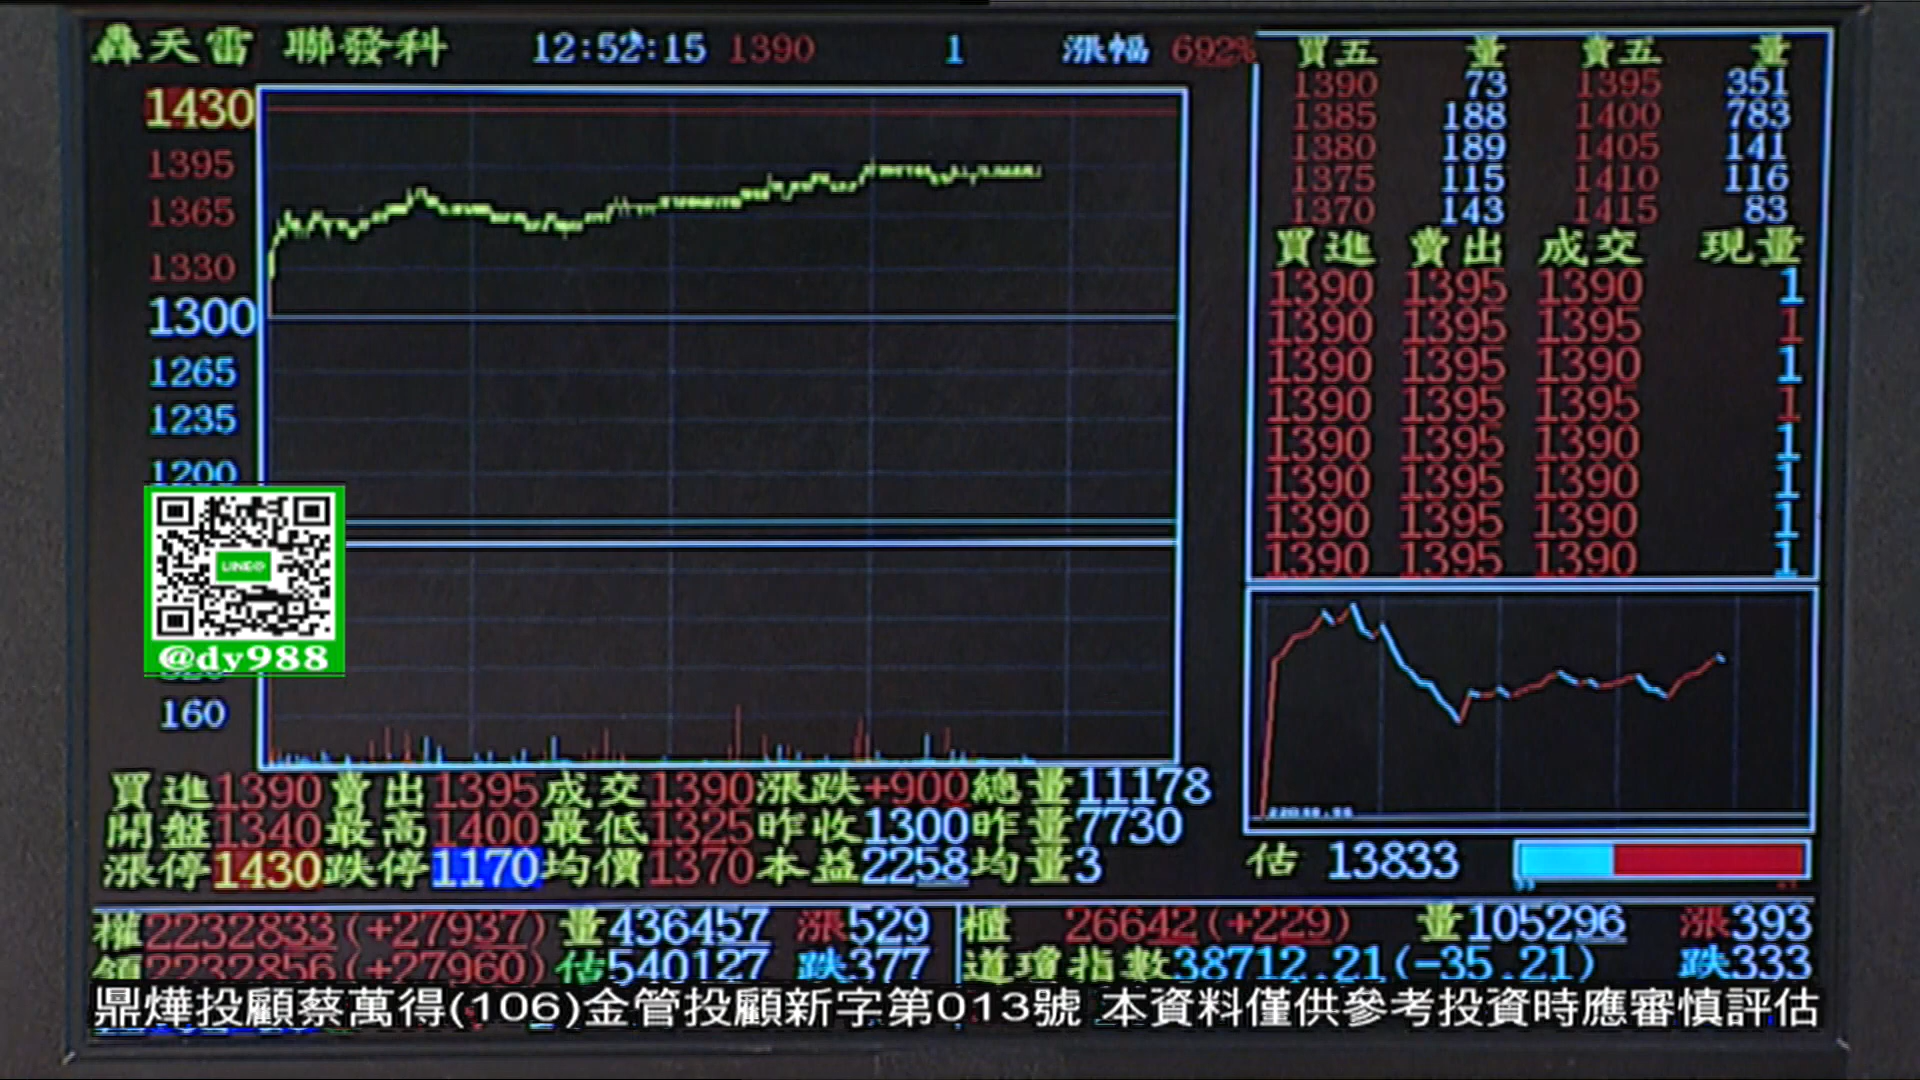 轟天雷 聯發科 12:52:15 1390 1 漲幅 692%
1430
1395
1365
1330
1300
1265
1235
1200
160
買五 量 賣五 量
1390 73 1395 351
1385 188 1400 783
1380 189 1405 141
1375 115 1410 116
1370 143 1415 83
買進 賣出 成交 現量
1390 1395 1390 1
1390 1395 1395 1
1390 1395 1390 1
1390 1395 1395 1
1390 1395 1390 1
1390 1395 1390 1
1390 1395 1390 1
1390 1395 1390 1
LINE@
@dy988
買進1390賣出1395成交1390漲跌+900總量11178
開盤1340最高1400最低1325昨收1300昨量7730
漲停1430跌停1170均價1370本益2258均量3
估 13833
權2232833(+27937)量436457 漲529
領2232856(+27960)估540127 跌377
櫃 26642(+229) 量105296 漲393
道瓊指數38712.21(-35.21) 跌333
鼎燁投顧蔡萬得(106)金管投顧新字第013號 本資料僅供參考投資時應審慎評估